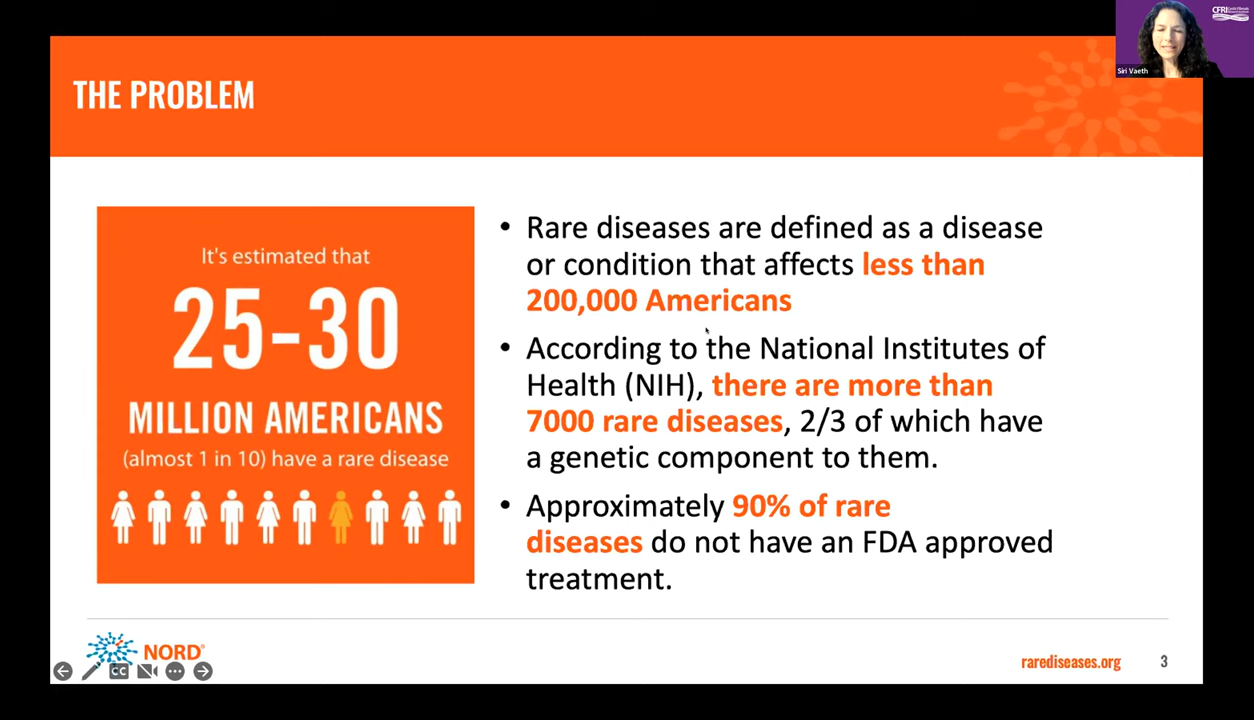 CFRI
Siri Vaeth
THE PROBLEM
It's estimated that
25-30
MILLION AMERICANS
(almost 1 in 10) have a rare disease
• Rare diseases are defined as a disease
or condition that affects less than
200,000 Americans
• According to the National Institutes of
Health (NIH), there are more than
7000 rare diseases, 2/3 of which have
a genetic component to them.
• Approximately 90% of rare
diseases do not have an FDA approved
treatment.
NORD®
CC
rarediseases.org
3